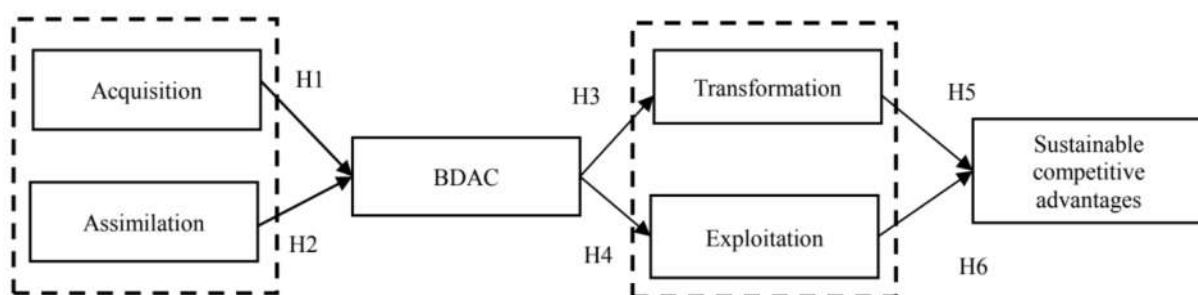 Acquisition
H1
Assimilation
H2
BDAC
H3
H4
Transformation
Exploitation
H5
H6
Sustainable
competitive
advantages